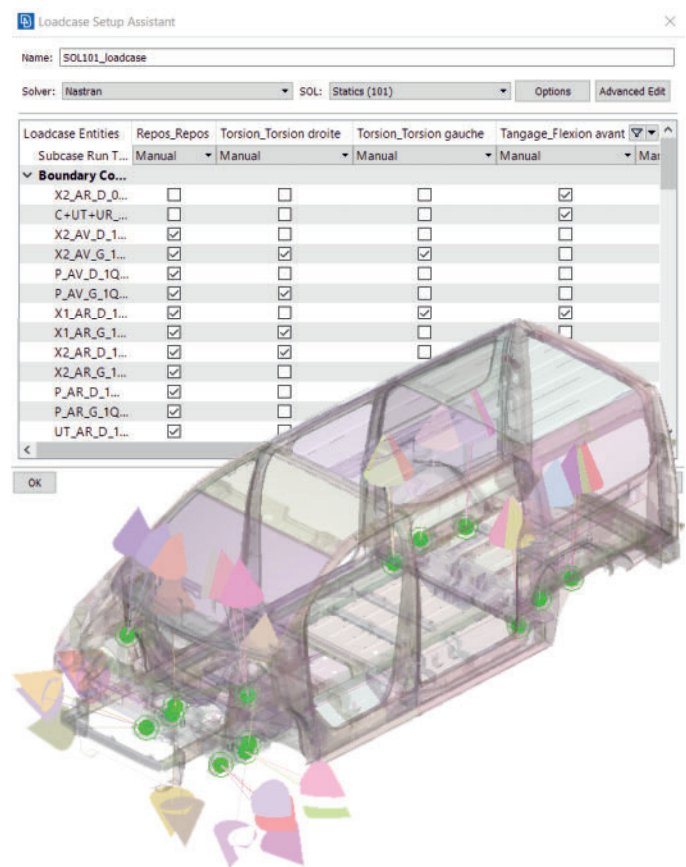 Loadcase Setup Assistant
Name: SOL101_loadcase
Solver: Nastran SOL: Statics (101) Options Advanced Edit
Loadcase Entities Repos_Repos Torsion_Torsion droite Torsion_Torsion gauche Tangage_Flexion avant
Subcase Run T... Manual Manual Manual Manual Mar
Boundary Co...
X2_AR_D_0...
C+UT+UR_...
X2_AV_D_1...
X2_AV_G_1...
P_AV_D_1Q...
P_AV_G_1Q...
X1_AR_D_1...
X1_AR_G_1...
X2_AR_D_1...
X2_AR_G_1...
P_AR_D_1...
P_AR_G_1Q...
UT_AR_D_1...
OK